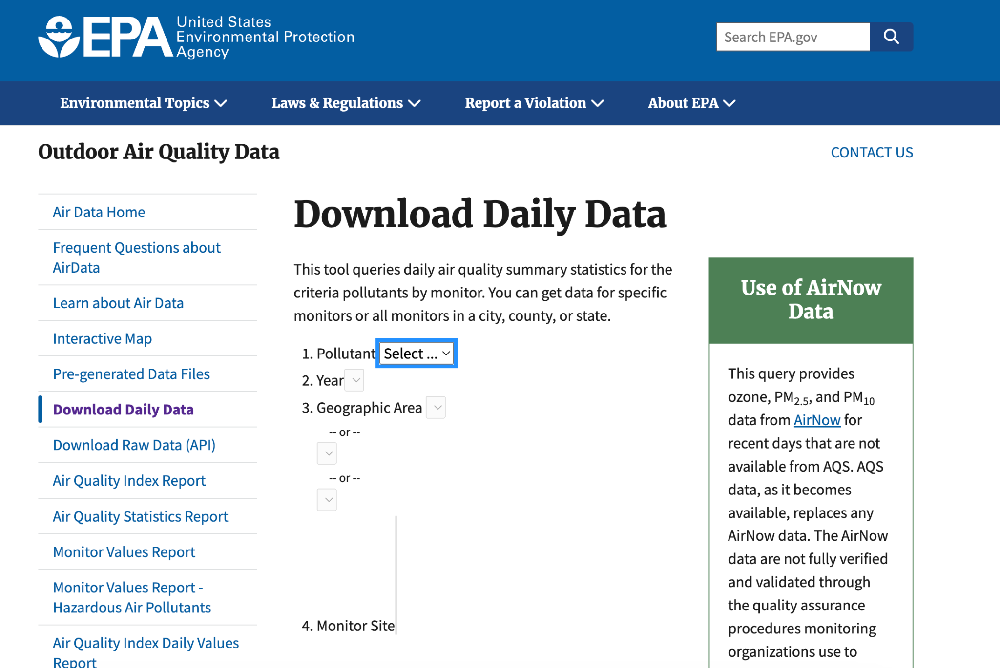 EPA
United States
Environmental Protection
Agency
Search EPA.gov
Environmental Topics
Laws & Regulations
Report a Violation
About EPA
Outdoor Air Quality Data
CONTACT US
Air Data Home
Frequent Questions about
AirData
Learn about Air Data
Interactive Map
Pre-generated Data Files
Download Daily Data
Download Raw Data (API)
Air Quality Index Report
Air Quality Statistics Report
Monitor Values Report
Monitor Values Report -
Hazardous Air Pollutants
Air Quality Index Daily Values
Report
Download Daily Data
This tool queries daily air quality summary statistics for the
criteria pollutants by monitor. You can get data for specific
monitors or all monitors in a city, county, or state.
1. Pollutant Select ...
2. Year
3. Geographic Area
-- or --
-- or --
4. Monitor Site
Use of AirNow
Data
This query provides
ozone, PM2.5, and PM10
data from AirNow for
recent days that are not
available from AQS. AQS
data, as it becomes
available, replaces any
AirNow data. The AirNow
data are not fully verified
and validated through
the quality assurance
procedures monitoring
organizations use to